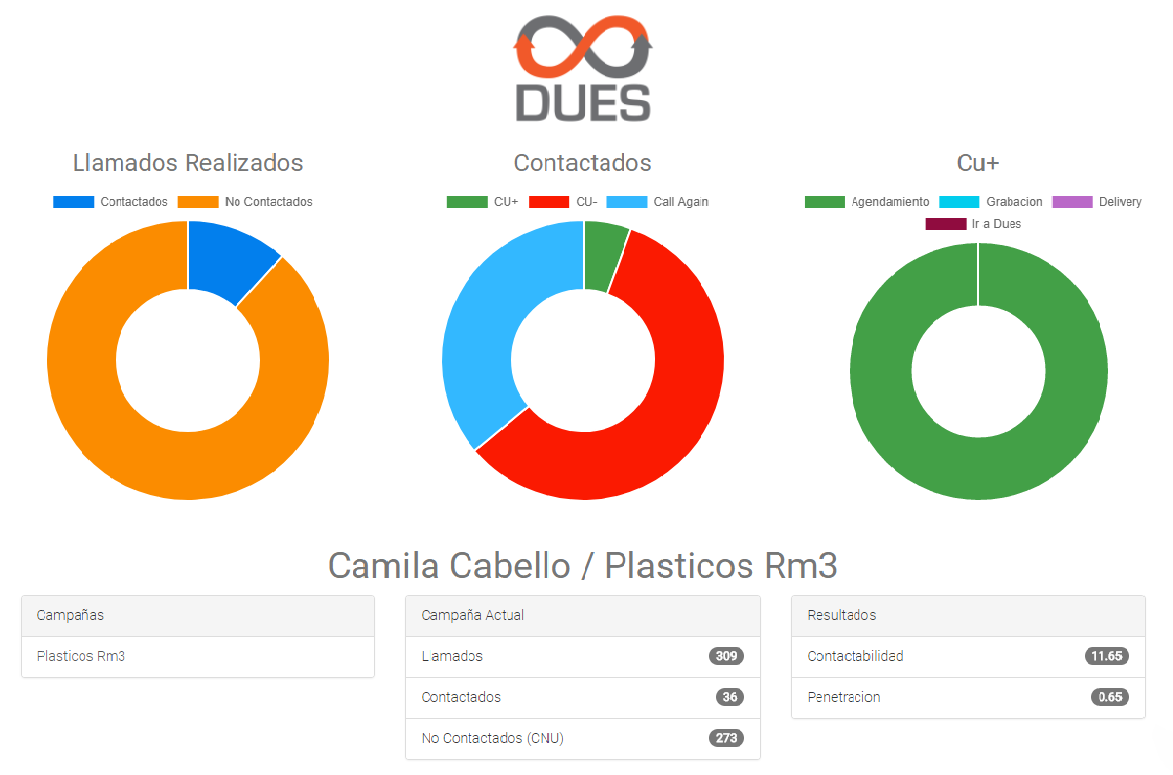 DUES
Llamados Realizados
Contactados
No Contactados
Contactados
CU+
CU-
Call Again
Cu+
Agendamiento
Grabacion
Delivery
Ir a Dues
Camila Cabello / Plasticos Rm3
Campañas
Plasticos Rm3
Campaña Actual
Llamados 309
Contactados 36
No Contactados (CNU) 273
Resultados
Contactabilidad 11.65
Penetracion 0.65